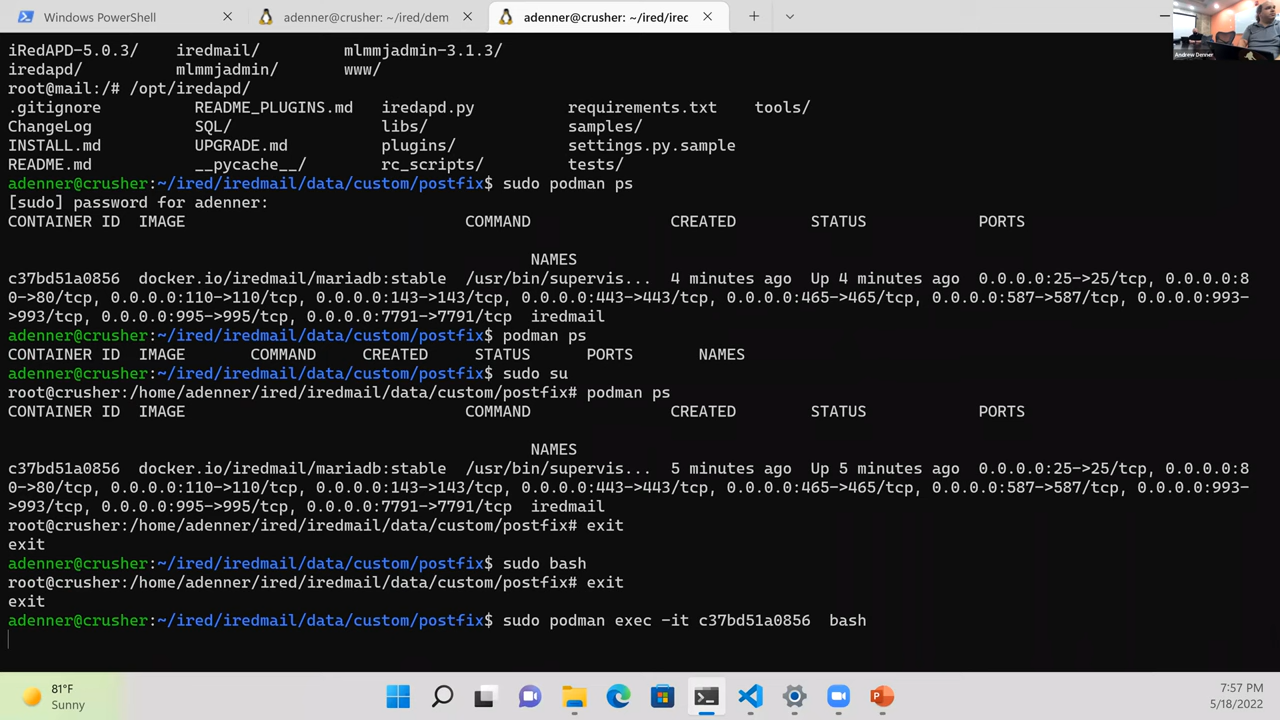 Windows PowerShell
adenner@crusher: ~/ired/dem
adenner@crusher: ~/ired/irec
Andrew Denner
iRedAPD-5.0.3/ iredmail/ mlmmjadmin-3.1.3/
iredapd/ mlmmjadmin/ www/
root@mail:/# /opt/iredapd/
.gitignore README_PLUGINS.md iredapd.py requirements.txt tools/
ChangeLog SQL/ libs/ samples/
INSTALL.md UPGRADE.md plugins/ settings.py.sample
README.md __pycache__/ rc_scripts/ tests/
adenner@crusher:~/ired/iredmail/data/custom/postfix$ sudo podman ps
[sudo] password for adenner:
CONTAINER ID IMAGE COMMAND CREATED STATUS PORTS
NAMES
c37bd51a0856 docker.io/iredmail/mariadb:stable /usr/bin/supervis... 4 minutes ago Up 4 minutes ago 0.0.0.0:25->25/tcp, 0.0.0.0:8
0->80/tcp, 0.0.0.0:110->110/tcp, 0.0.0.0:143->143/tcp, 0.0.0.0:443->443/tcp, 0.0.0.0:465->465/tcp, 0.0.0.0:587->587/tcp, 0.0.0.0:993-
>993/tcp, 0.0.0.0:995->995/tcp, 0.0.0.0:7791->7791/tcp iredmail
adenner@crusher:~/ired/iredmail/data/custom/postfix$ podman ps
CONTAINER ID IMAGE COMMAND CREATED STATUS PORTS NAMES
adenner@crusher:~/ired/iredmail/data/custom/postfix$ sudo su
root@crusher:/home/adenner/ired/iredmail/data/custom/postfix# podman ps
CONTAINER ID IMAGE COMMAND CREATED STATUS PORTS
NAMES
c37bd51a0856 docker.io/iredmail/mariadb:stable /usr/bin/supervis... 5 minutes ago Up 5 minutes ago 0.0.0.0:25->25/tcp, 0.0.0.0:8
0->80/tcp, 0.0.0.0:110->110/tcp, 0.0.0.0:143->143/tcp, 0.0.0.0:443->443/tcp, 0.0.0.0:465->465/tcp, 0.0.0.0:587->587/tcp, 0.0.0.0:993-
>993/tcp, 0.0.0.0:995->995/tcp, 0.0.0.0:7791->7791/tcp iredmail
root@crusher:/home/adenner/ired/iredmail/data/custom/postfix# exit
exit
adenner@crusher:~/ired/iredmail/data/custom/postfix$ sudo bash
root@crusher:/home/adenner/ired/iredmail/data/custom/postfix# exit
exit
adenner@crusher:~/ired/iredmail/data/custom/postfix$ sudo podman exec -it c37bd51a0856 bash
81°F
Sunny
7:57 PM
5/18/2022